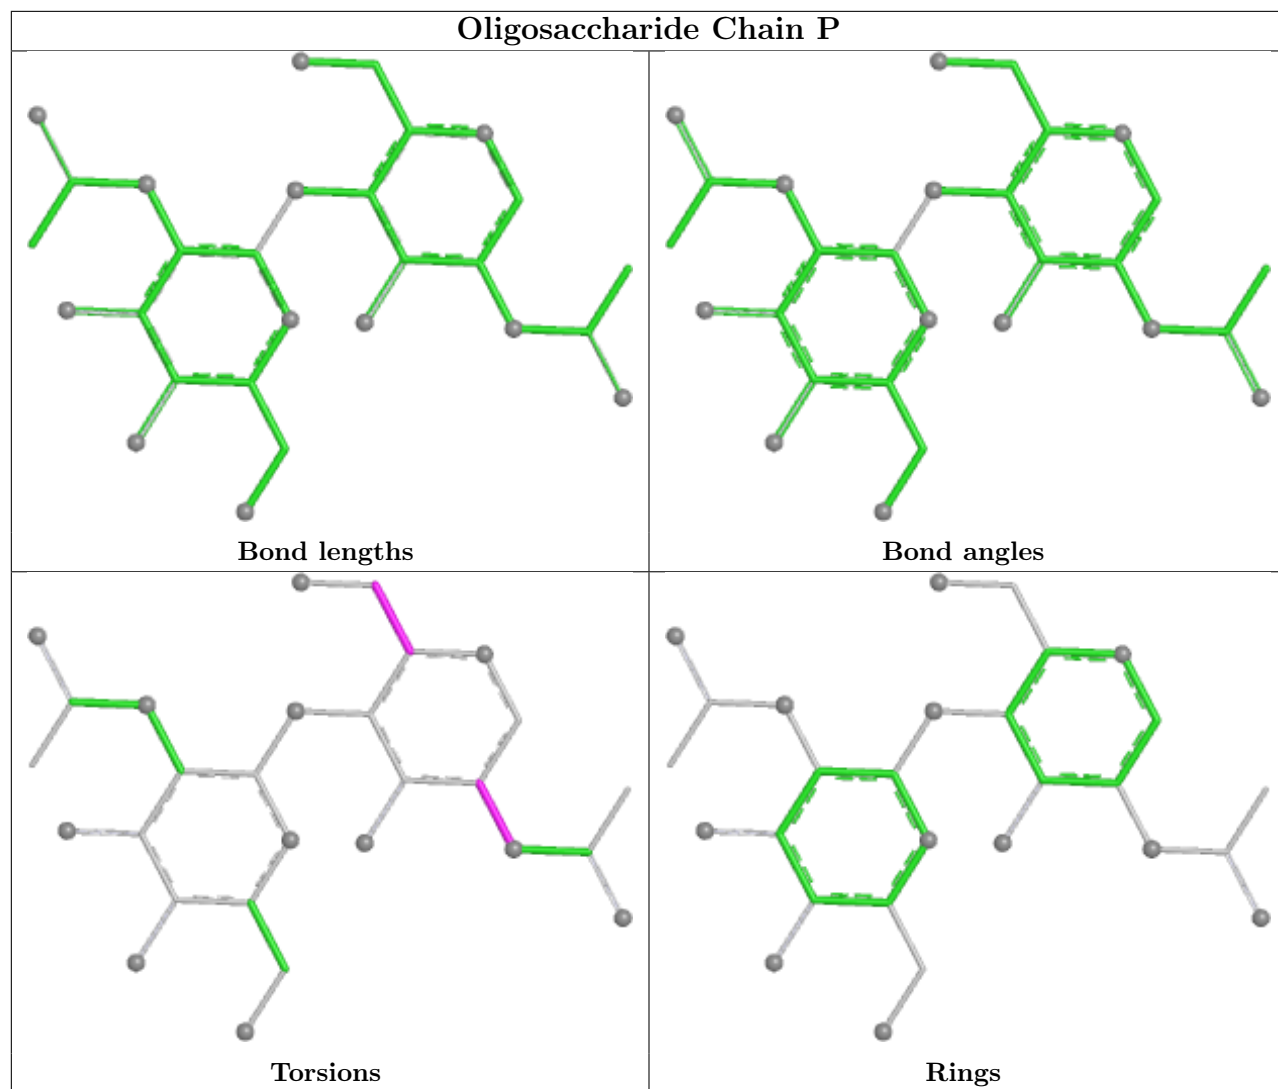 Oligosaccharide Chain P
Bond lengths
Bond angles
Torsions
Rings